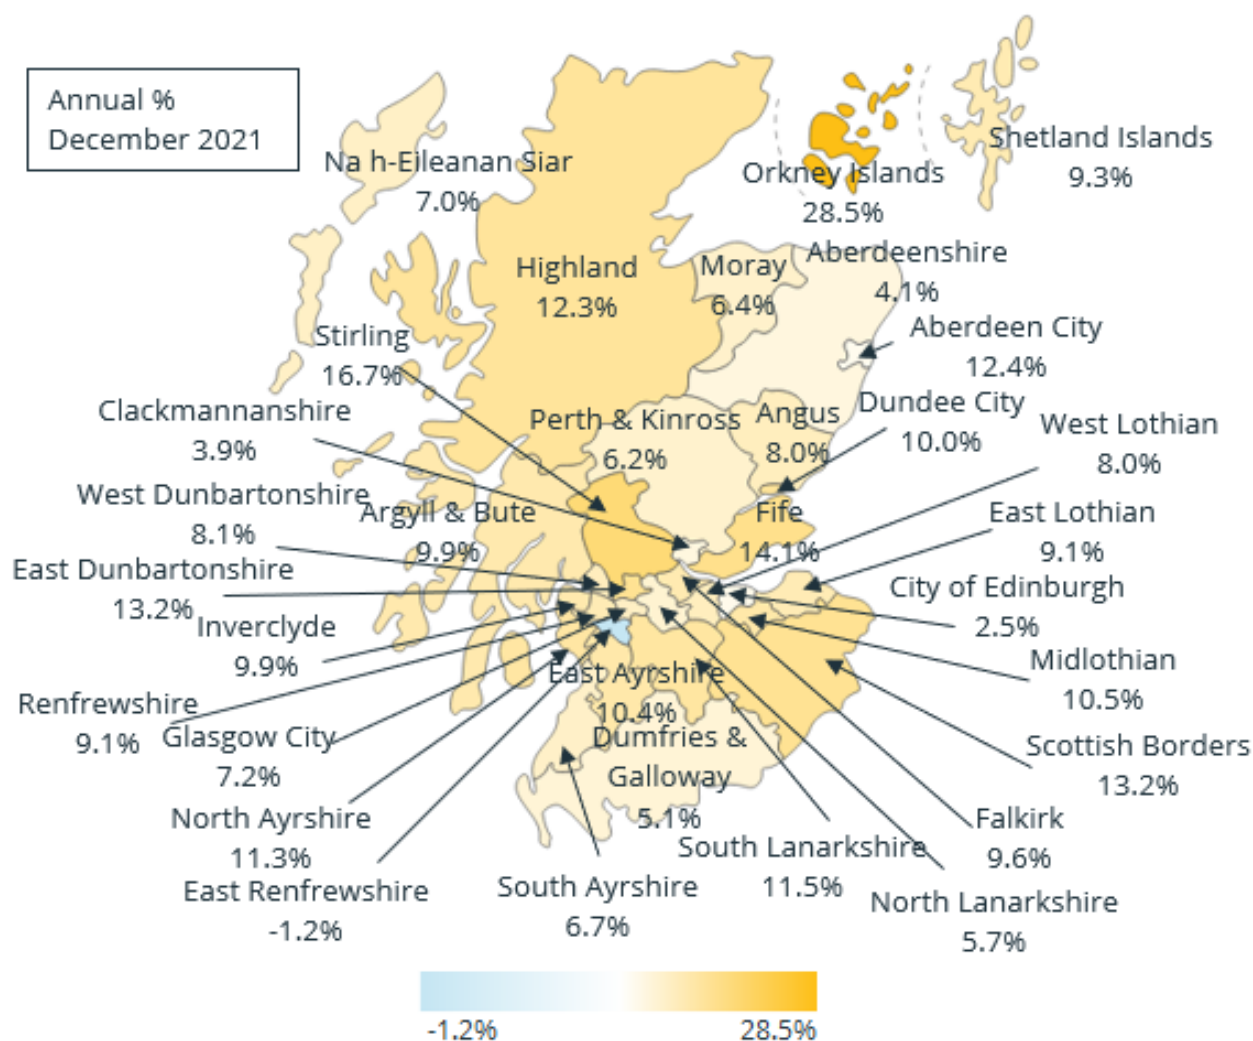 Annual %
December 2021
Shetland Islands
9.3%
Na h-Eileanan Siar
7.0%
Orkney Islands
28.5%
Aberdeenshire
4.1%
Highland
12.3%
Moray
6.4%
Aberdeen City
12.4%
Stirling
16.7%
Clackmannanshire
3.9%
Perth & Kinross
6.2%
Angus
8.0%
Dundee City
10.0%
West Lothian
8.0%
West Dunbartonshire
8.1%
Argyll & Bute
9.9%
Fife
14.1%
East Lothian
9.1%
East Dunbartonshire
13.2%
City of Edinburgh
2.5%
Inverclyde
9.9%
Midlothian
10.5%
East Ayrshire
10.4%
Renfrewshire
9.1%
Glasgow City
7.2%
Dumfries &
Galloway
5.1%
Scottish Borders
13.2%
North Ayrshire
11.3%
Falkirk
9.6%
South Lanarkshire
11.5%
East Renfrewshire
-1.2%
South Ayrshire
6.7%
North Lanarkshire
5.7%
-1.2%
28.5%